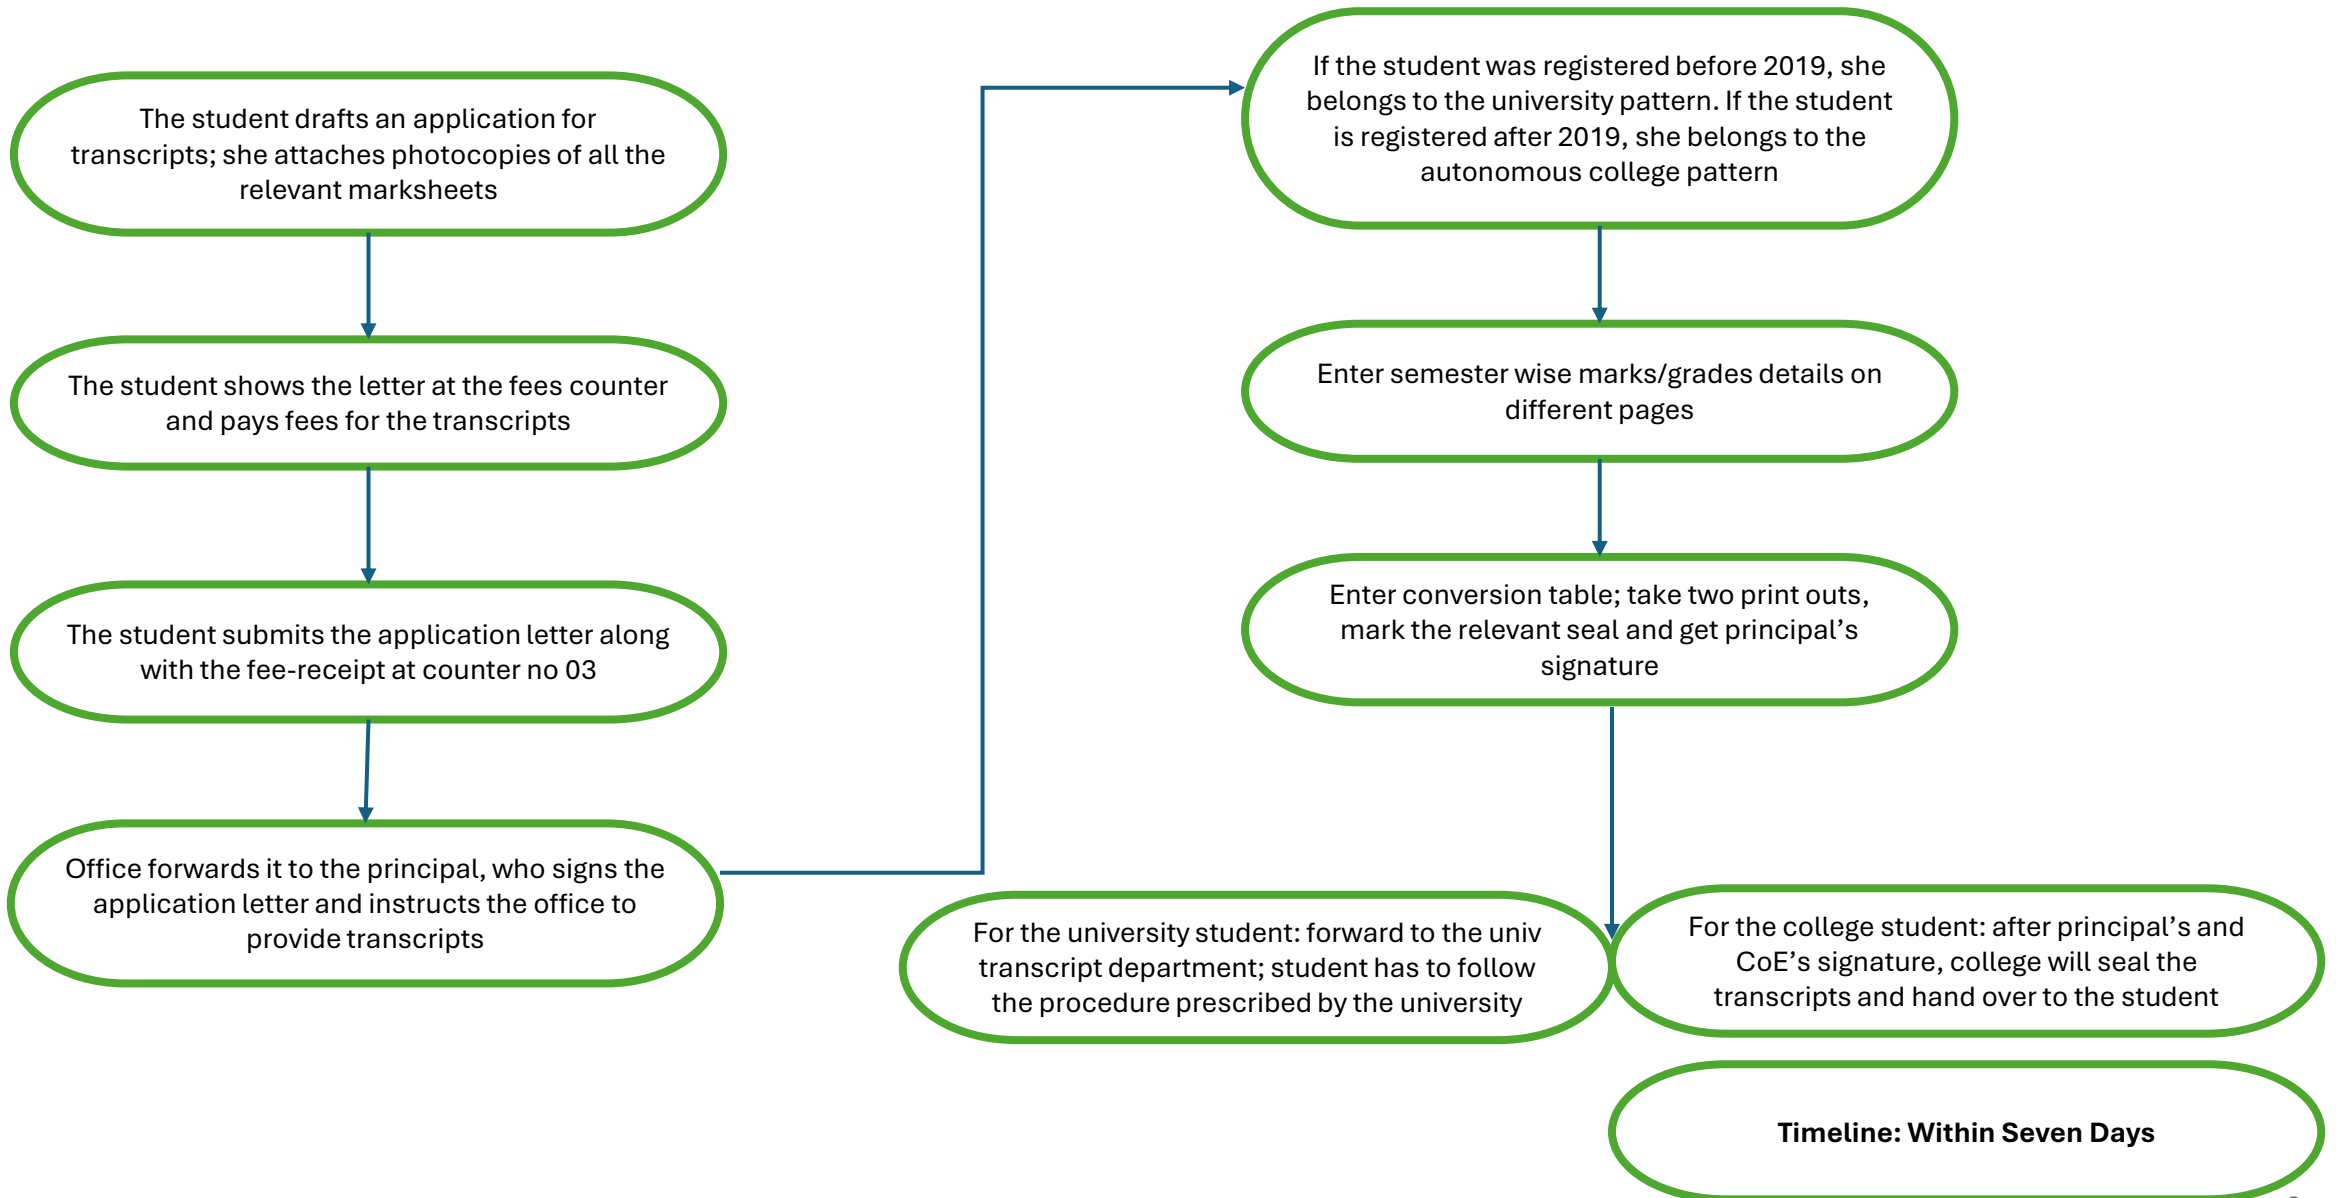 The student drafts an application for
transcripts; she attaches photocopies of all the
relevant marksheets
The student shows the letter at the fees counter
and pays fees for the transcripts
The student submits the application letter along
with the fee-receipt at counter no 03
Office forwards it to the principal, who signs the
application letter and instructs the office to
provide transcripts
If the student was registered before 2019, she
belongs to the university pattern. If the student
is registered after 2019, she belongs to the
autonomous college pattern
Enter semester wise marks/grades details on
different pages
Enter conversion table; take two print outs,
mark the relevant seal and get principal’s
signature
For the university student: forward to the univ
transcript department; student has to follow
the procedure prescribed by the university
For the college student: after principal’s and
CoE’s signature, college will seal the
transcripts and hand over to the student
Timeline: Within Seven Days